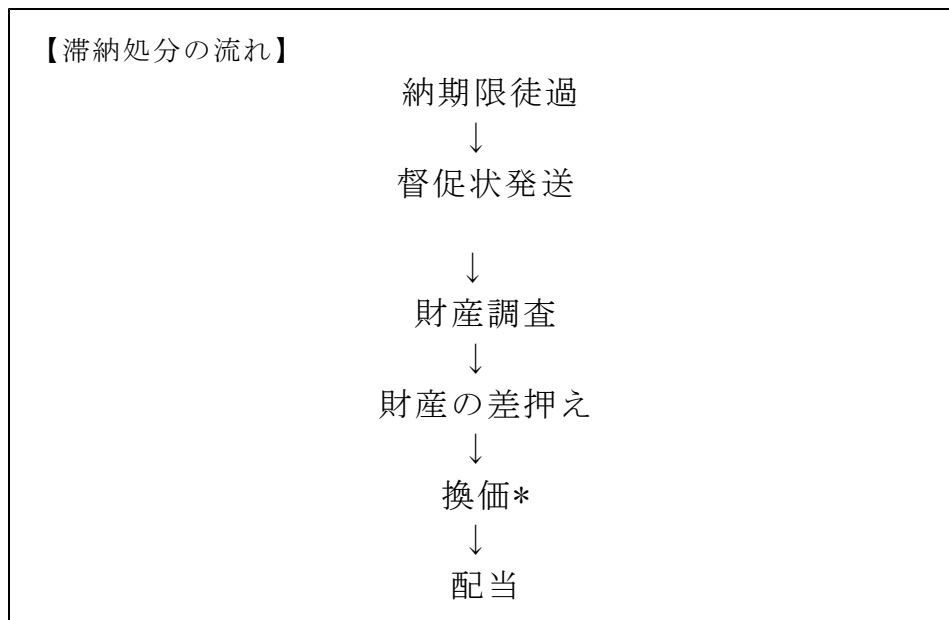 【滞納処分の流れ】
納期限徒過
↓
督促状発送
↓
財産調査
↓
財産の差押え
↓
換価*
↓
配当